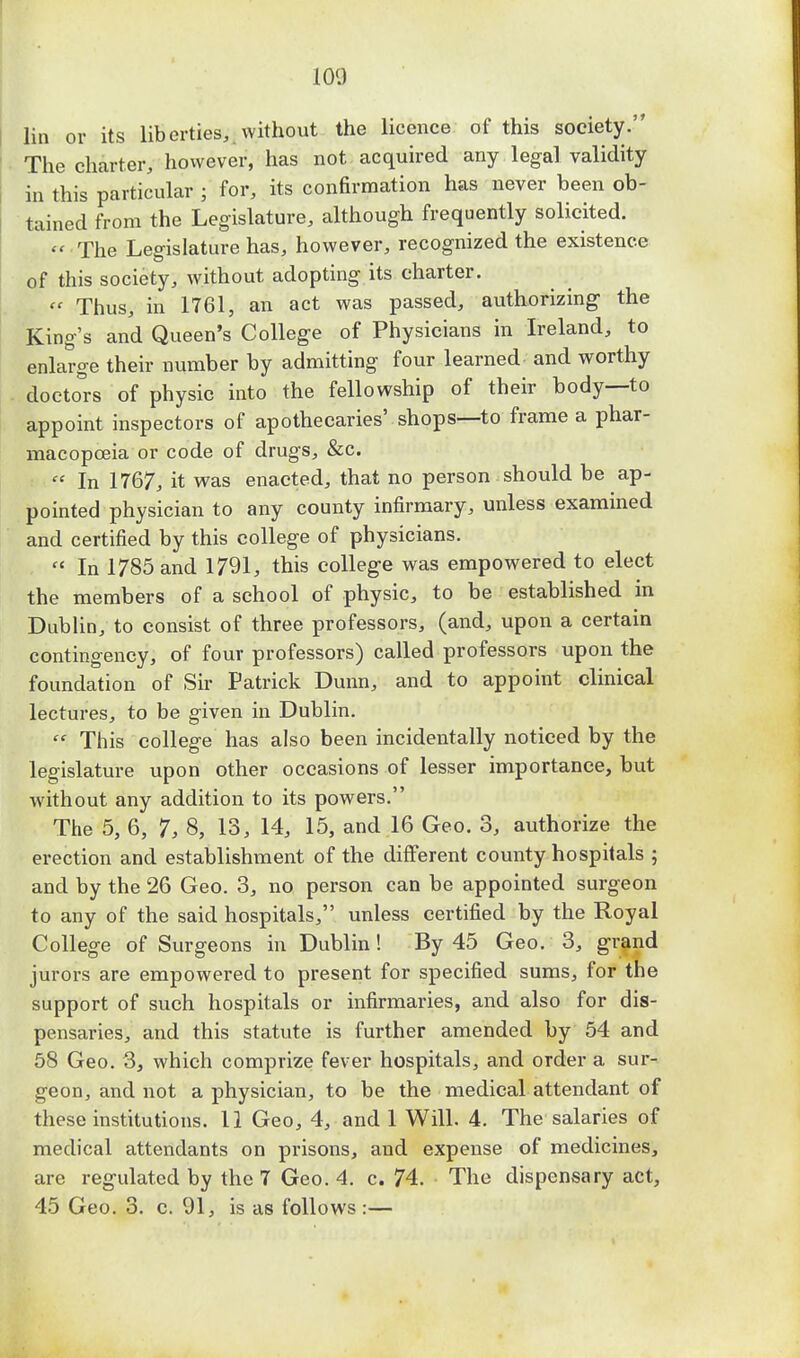 109
lin or its liberties, without the licence of this society."
The charter, however, has not acquired any legal validity
in this particular ; for, its confirmation has never been ob-
tained from the Legislature, although frequently solicited.
" The Legislature has, however, recognized the existence
of this society, without adopting its charter.
" Thus, in 1761, an act was passed, authorizing the
King's and Queen's College of Physicians in Ireland, to
enlarge their number by admitting four learned and worthy
doctors of physic into the fellowship of their body—to
appoint inspectors of apothecaries' shops—to frame a phar-
macopœia or code of drugs, &c.
" In 1767, it was enacted, that no person should be ap-
pointed physician to any county infirmary, unless examined
and certified by this college of physicians.
" In 1785 and 1791, this college was empowered to elect
the members of a school of physic, to be established in
Dublin, to consist of three professors, (and, upon a certain
contingency, of four professors) called professors upon the
foundation of Sir Patrick Dunn, and to appoint clinical
lectures, to be given in Dublin.
" This college has also been incidentally noticed by the
legislature upon other occasions of lesser importance, but
without any addition to its powers."
The 5, 6, 7, 8, 13, 14, 15, and 16 Geo. 3, authorize the
erection and establishment of the different county hospitals ;
and by the 26 Geo. 3, no person can be appointed surgeon
to any of the said hospitals," unless certified by the Royal
College of Surgeons in Dublin! By 45 Geo. 3, grand
jurors are empowered to present for specified sums, for the
support of such hospitals or infirmaries, and also for dis-
pensaries, and this statute is further amended by 54 and
58 Geo. 3, which comprize fever hospitals, and order a sur-
geon, and not a physician, to be the medical attendant of
these institutions. 11 Geo, 4, and 1 Will. 4. The salaries of
medical attendants on prisons, and expense of medicines,
are regulated by the 7 Geo. 4. c. 74. The dispensary act,
45 Geo. 3. c. 91, is as follows :—